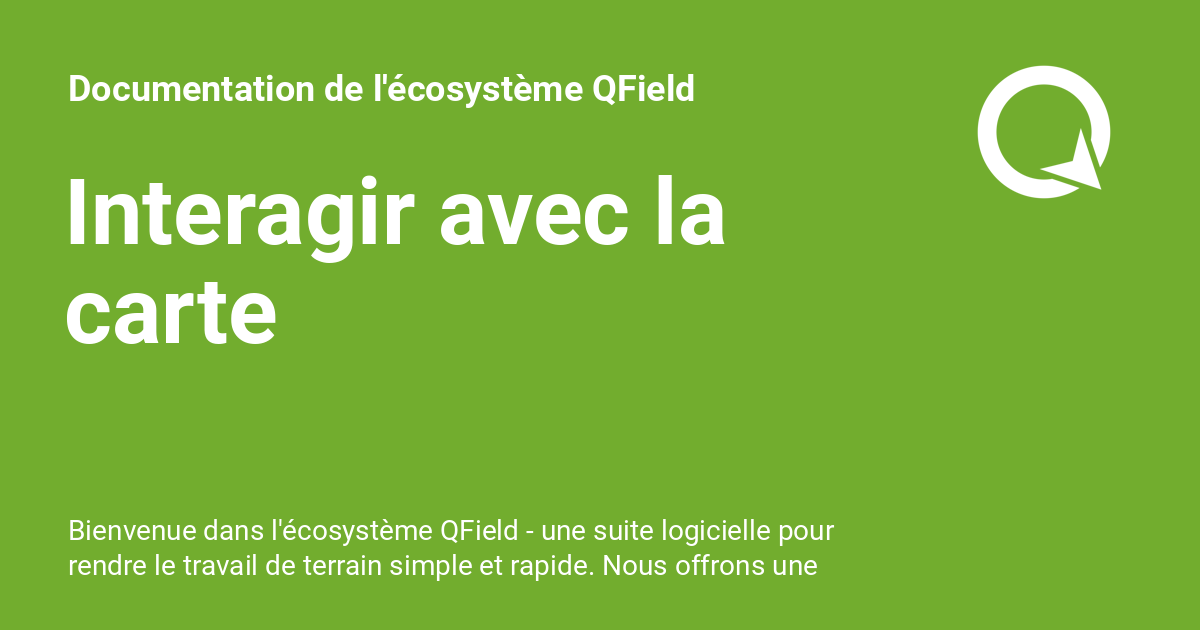 Documentation de l'écosystème QField
Interagir avec la
carte
Bienvenue dans l'écosystème QField - une suite logicielle pour
rendre le travail de terrain simple et rapide. Nous offrons une